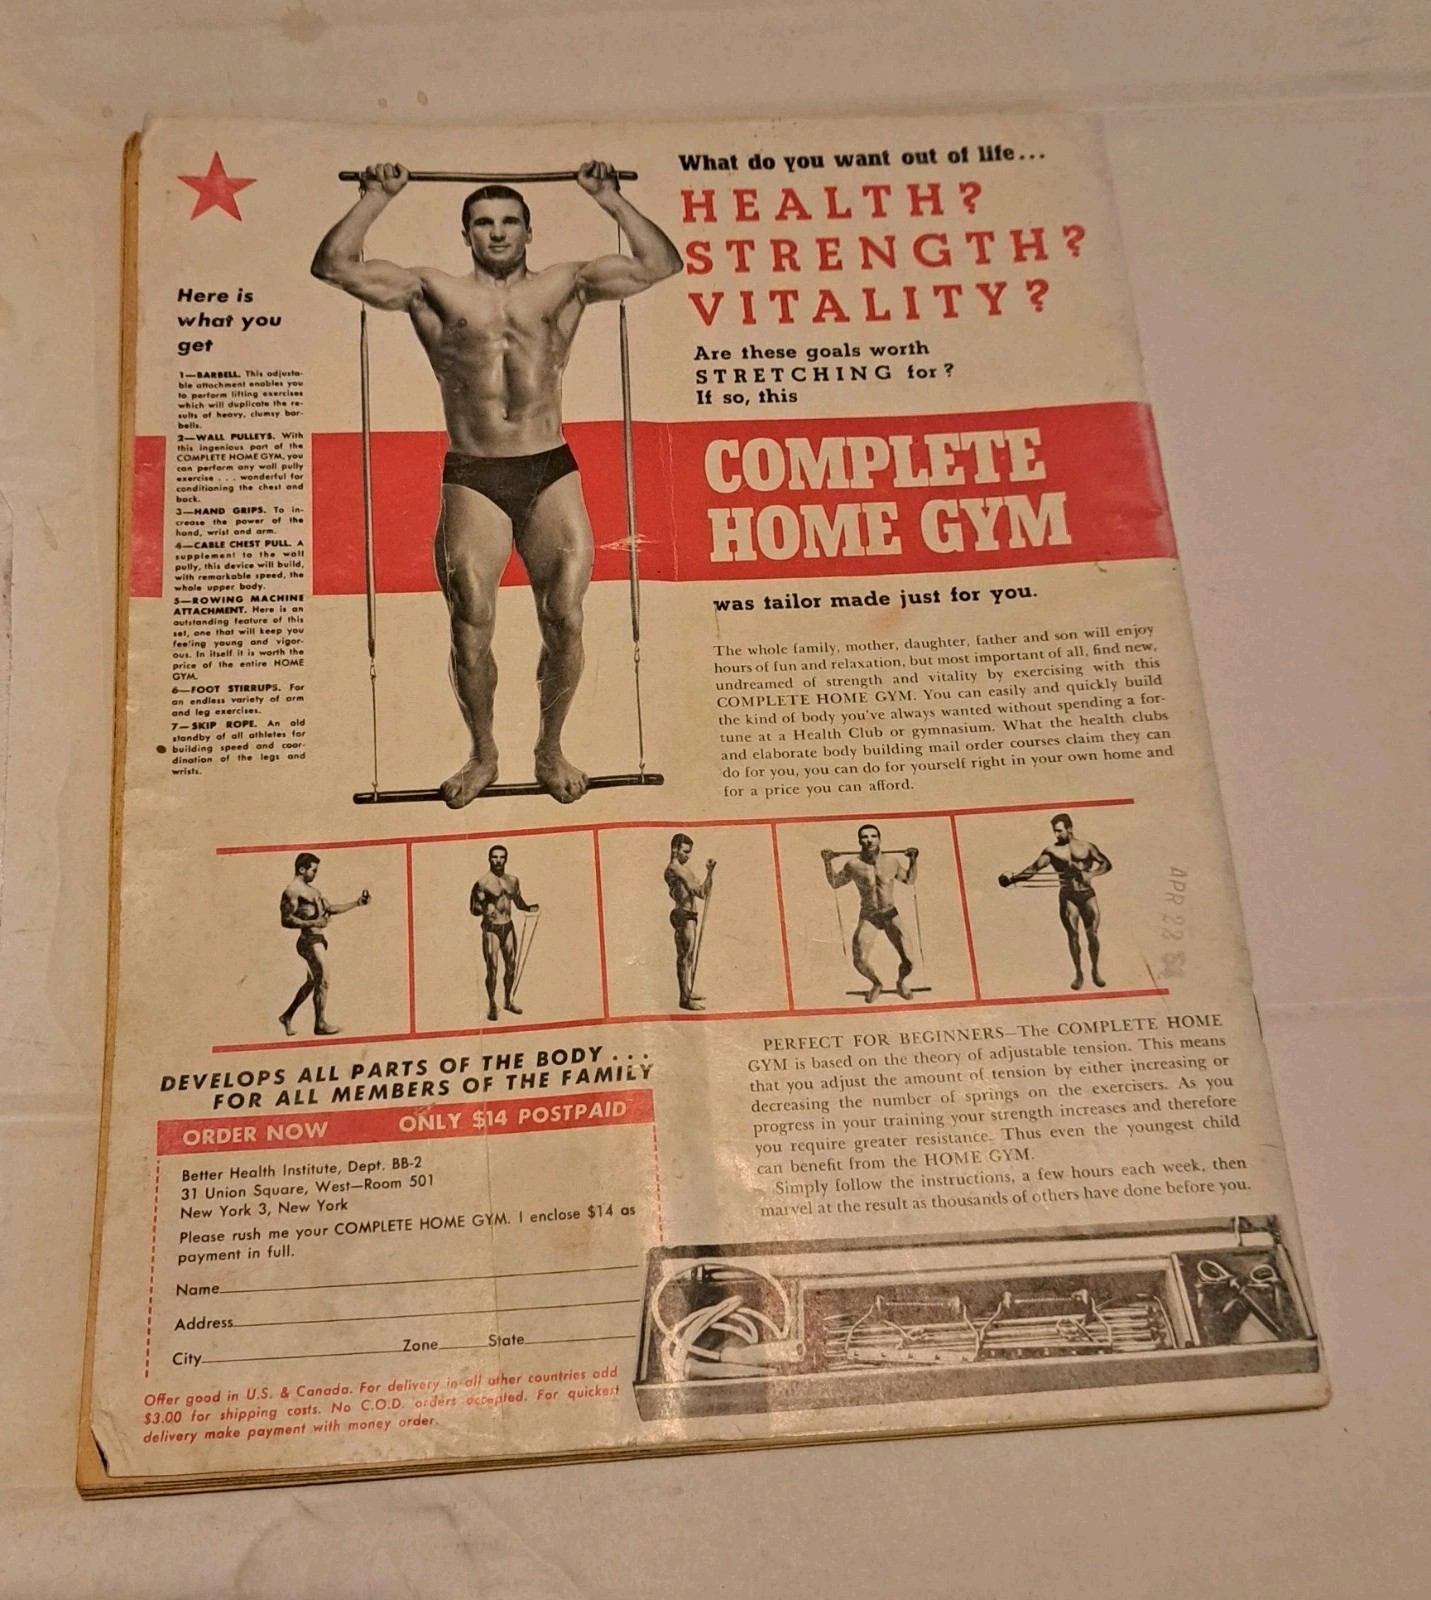 What do you want out of life...
HEALTH?
STRENGTH?
VITALITY?
Are these goals worth
STRETCHING for?
If so, this
COMPLETE
HOME GYM
was tailor made just for you.
Here is
what you
get
1—BARBELL. This adjusta-
ble attachment enables you
to perform lifting exercises
which will duplicate the re-
sults of heavy, clumsy bar-
bells.
2—WALL PULLEYS. With
this ingenious part of the
COMPLETE HOME GYM, you
can perform any wall pully
exercise . . . wonderful for
conditioning the chest and
back.
3—HAND GRIPS. To in-
crease the power of the
hand, wrist and arm.
4—CABLE CHEST PULL. A
supplement to the wall
pully, this device will build,
with remarkable speed, the
whole upper body.
5—ROWING MACHINE
ATTACHMENT. Here is an
outstanding feature of this
set, one that will keep you
feeling young and vigor-
ous. In itself it is worth the
price of the entire HOME
GYM.
6—FOOT STIRRUPS. For
an endless variety of arm
and leg exercises.
7—SKIP ROPE. An old
standby of all athletes for
building speed and coor-
dination of the legs and
wrists.
The whole family, mother, daughter, father and son will enjoy
hours of fun and relaxation, but most important of all, find new,
undreamed of strength and vitality by exercising with this
COMPLETE HOME GYM. You can easily and quickly build
the kind of body you've always wanted without spending a for-
tune at a Health Club or gymnasium. What the health clubs
and elaborate body building mail order courses claim they can
do for you, you can do for yourself right in your own home and
for a price you can afford.
APR 28 64
DEVELOPS ALL PARTS OF THE BODY . . .
FOR ALL MEMBERS OF THE FAMILY
ORDER NOW ONLY $14 POSTPAID
Better Health Institute, Dept. BB-2
31 Union Square, West—Room 501
New York 3, New York
Please rush me your COMPLETE HOME GYM. I enclose $14 as
payment in full.
Name
Address
City Zone State
Offer good in U.S. & Canada. For delivery in all other countries add
$3.00 for shipping costs. No C.O.D. orders accepted. For quickest
delivery make payment with money order.
PERFECT FOR BEGINNERS—The COMPLETE HOME
GYM is based on the theory of adjustable tension. This means
that you adjust the amount of tension by either increasing or
decreasing the number of springs on the exercisers. As you
progress in your training your strength increases and therefore
you require greater resistance. Thus even the youngest child
can benefit from the HOME GYM.
Simply follow the instructions, a few hours each week, then
marvel at the result as thousands of others have done before you.